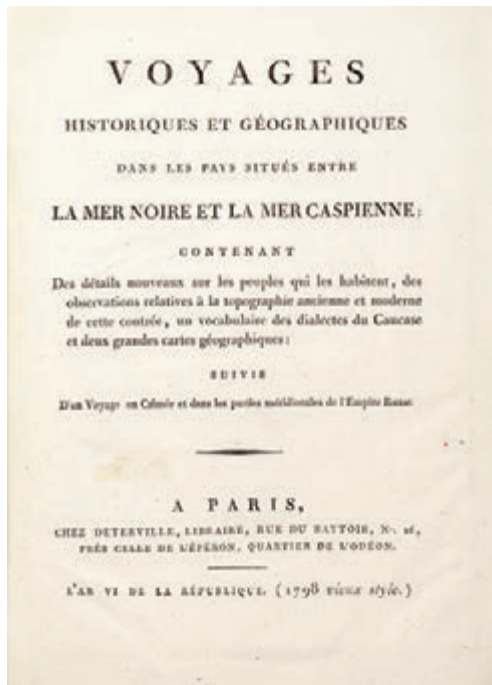 VOYAGES
HISTORIQUES ET GÉOGRAPHIQUES
DANS LES PAYS SITUÉS ENTRE
LA MER NOIRE ET LA MER CASPIENNE;
CONTENANT
Des détails nouveaux sur les peuples qui les habitent, des
observations relatives à la topographie ancienne et moderne
de cette contrée, un vocabulaire des dialectes du Caucase
et deux grandes cartes géographiques:
SUIVIS
D'un Voyage en Crimée et dans les parties méridionales de l'Empire Russe.
A PARIS,
CHEZ DETERVILLE, LIBRAIRE, RUE DU BATTOIR, N°. 16,
PRÈS CELLE DE L'ÉPERON, QUARTIER DE L'ODÉON.
L'AN VI DE LA RÉPUBLIQUE. (1798 vieux style.)